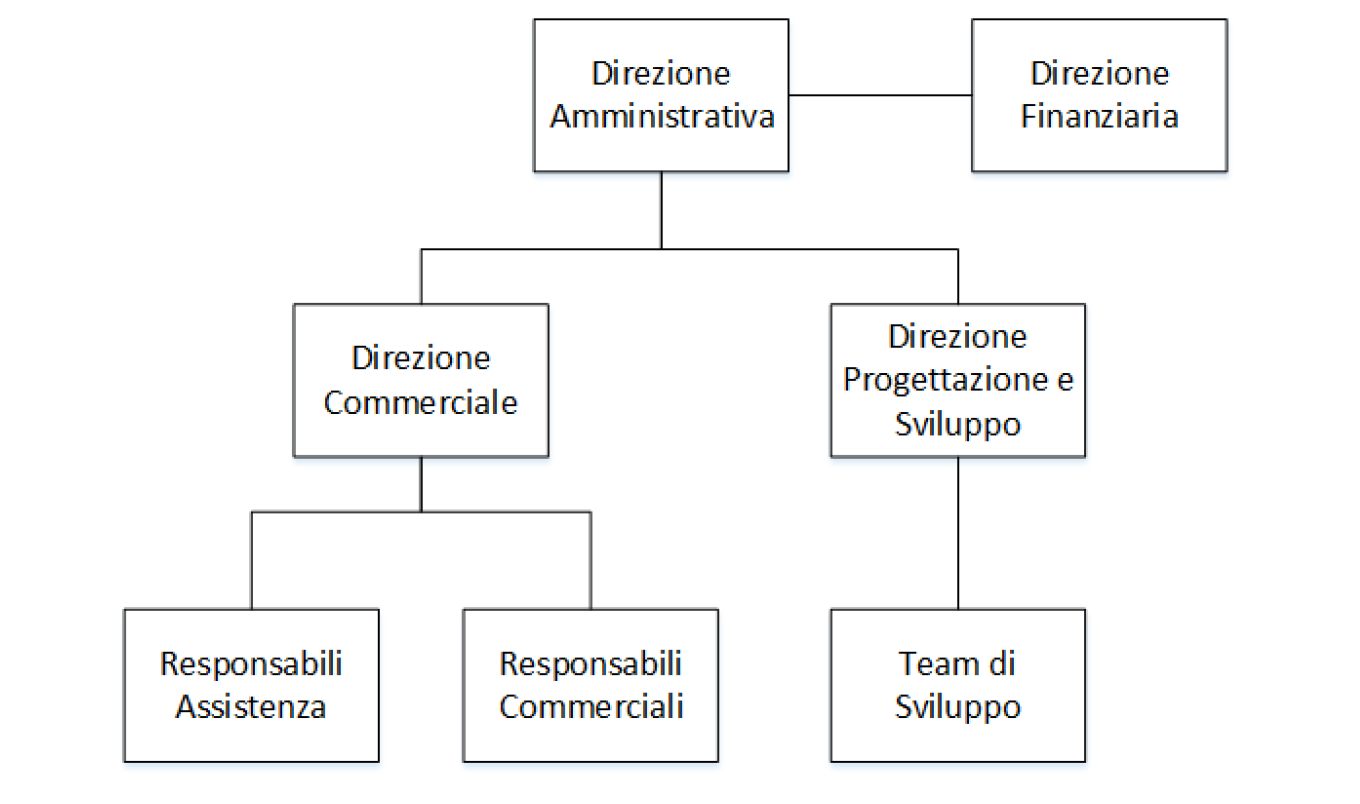 Direzione
Amministrativa
Direzione
Finanziaria
Direzione
Commerciale
Direzione
Progettazione e
Sviluppo
Responsabili
Assistenza
Responsabili
Commerciali
Team di
Sviluppo